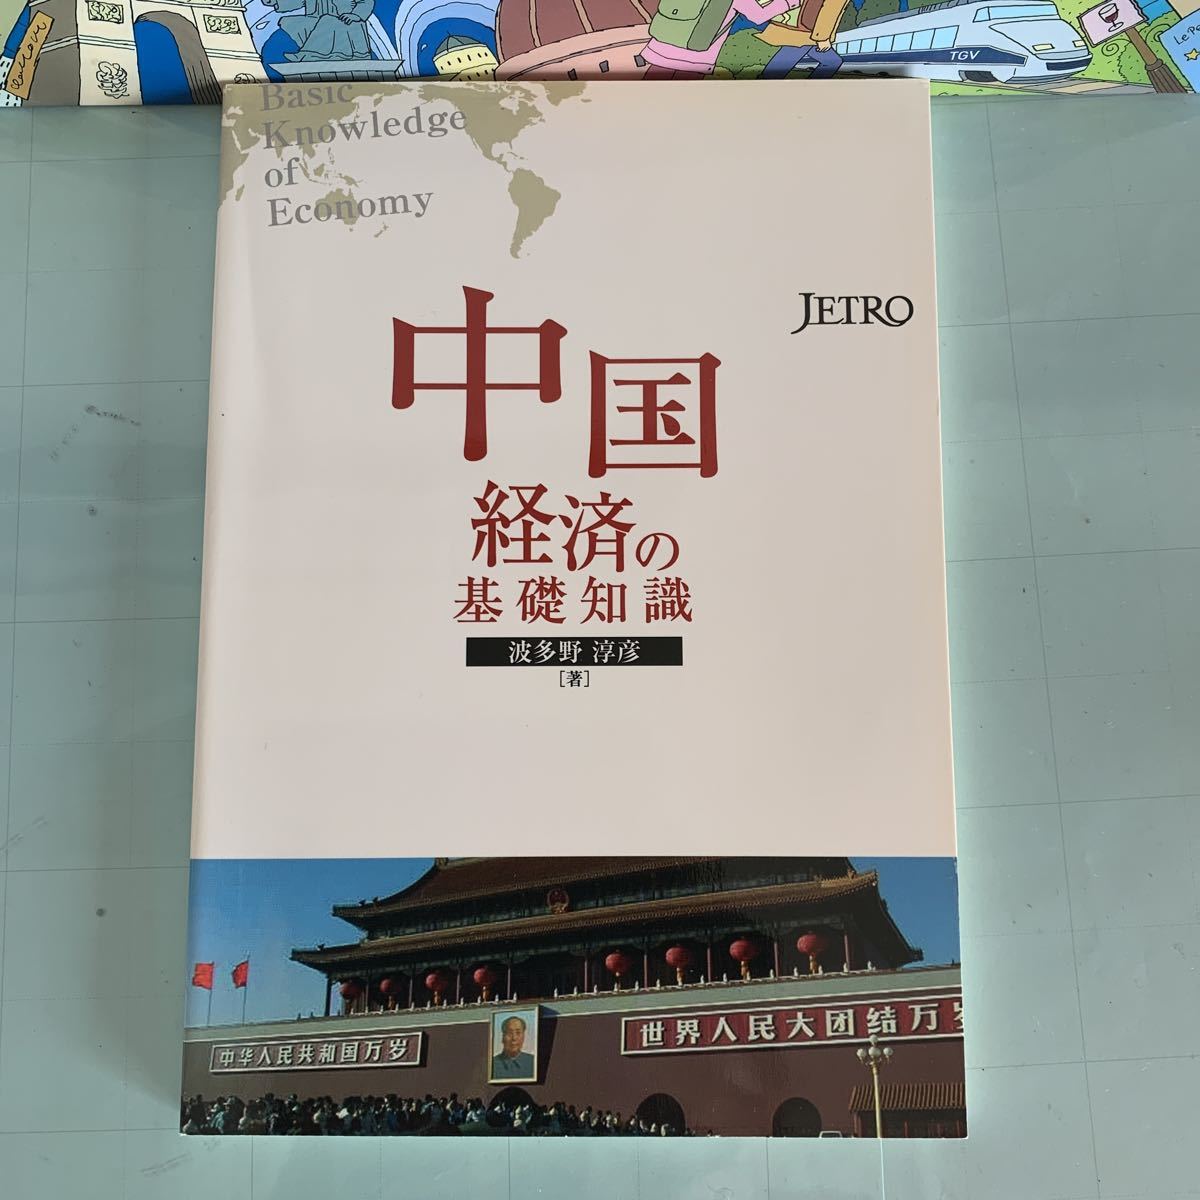 TGV
Basic
Knowledge
of
Economy
JETRO
中国
経済の
基礎知識
波多野 淳彦
[著]
中华人民共和国万岁
世界人民大团结万岁